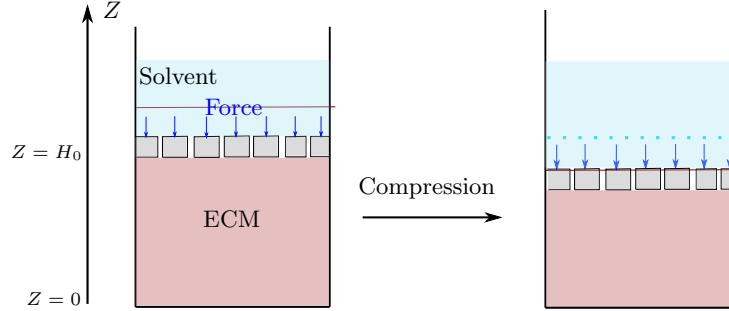 Z
Solvent
Force
Z = H₀
Compression
ECM
Z = 0